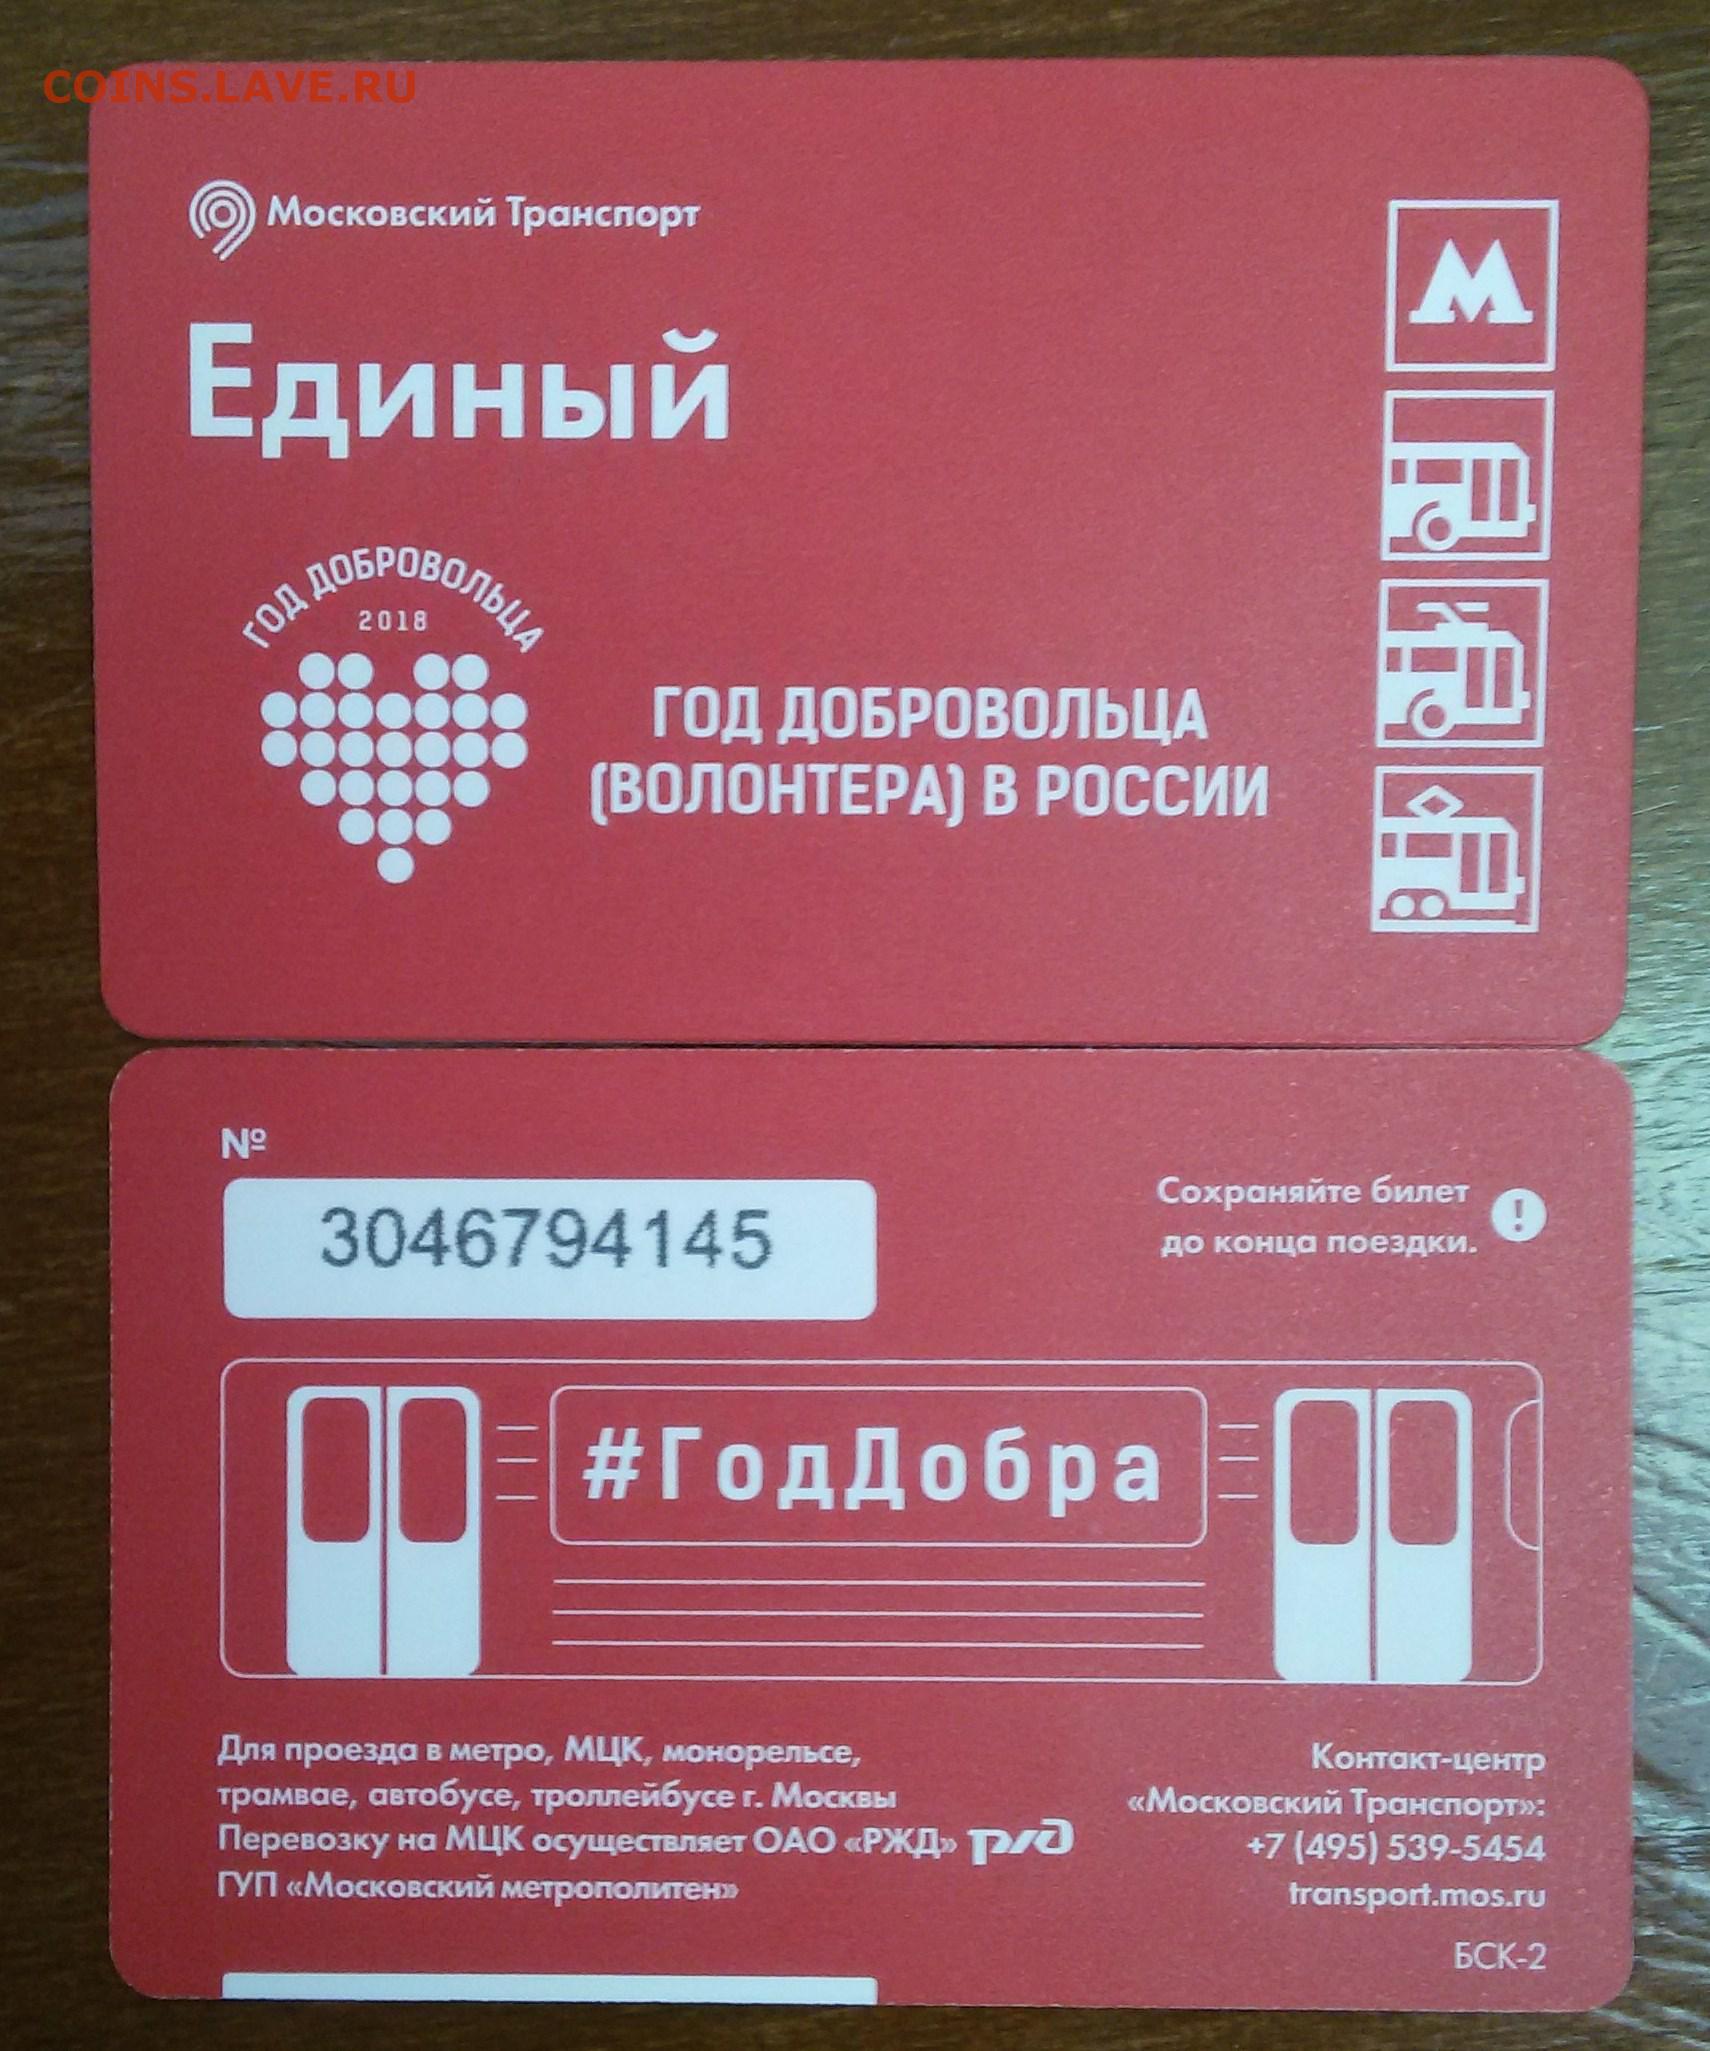 COINS.LAVE.RU
Московский Транспорт
Единый
ГОД ДОБРОВОЛЬЦА
2018
ГОД ДОБРОВОЛЬЦА
(ВОЛОНТЕРА) В РОССИИ
М
№
3046794145
Сохраняйте билет
до конца поездки.
!
#ГодДобра
Для проезда в метро, МЦК, монорельсе,
трамвае, автобусе, троллейбусе г. Москвы
Перевозку на МЦК осуществляет ОАО «РЖД» ржд
ГУП «Московский метрополитен»
Контакт-центр
«Московский Транспорт»:
+7 (495) 539-5454
transport.mos.ru
БСК-2